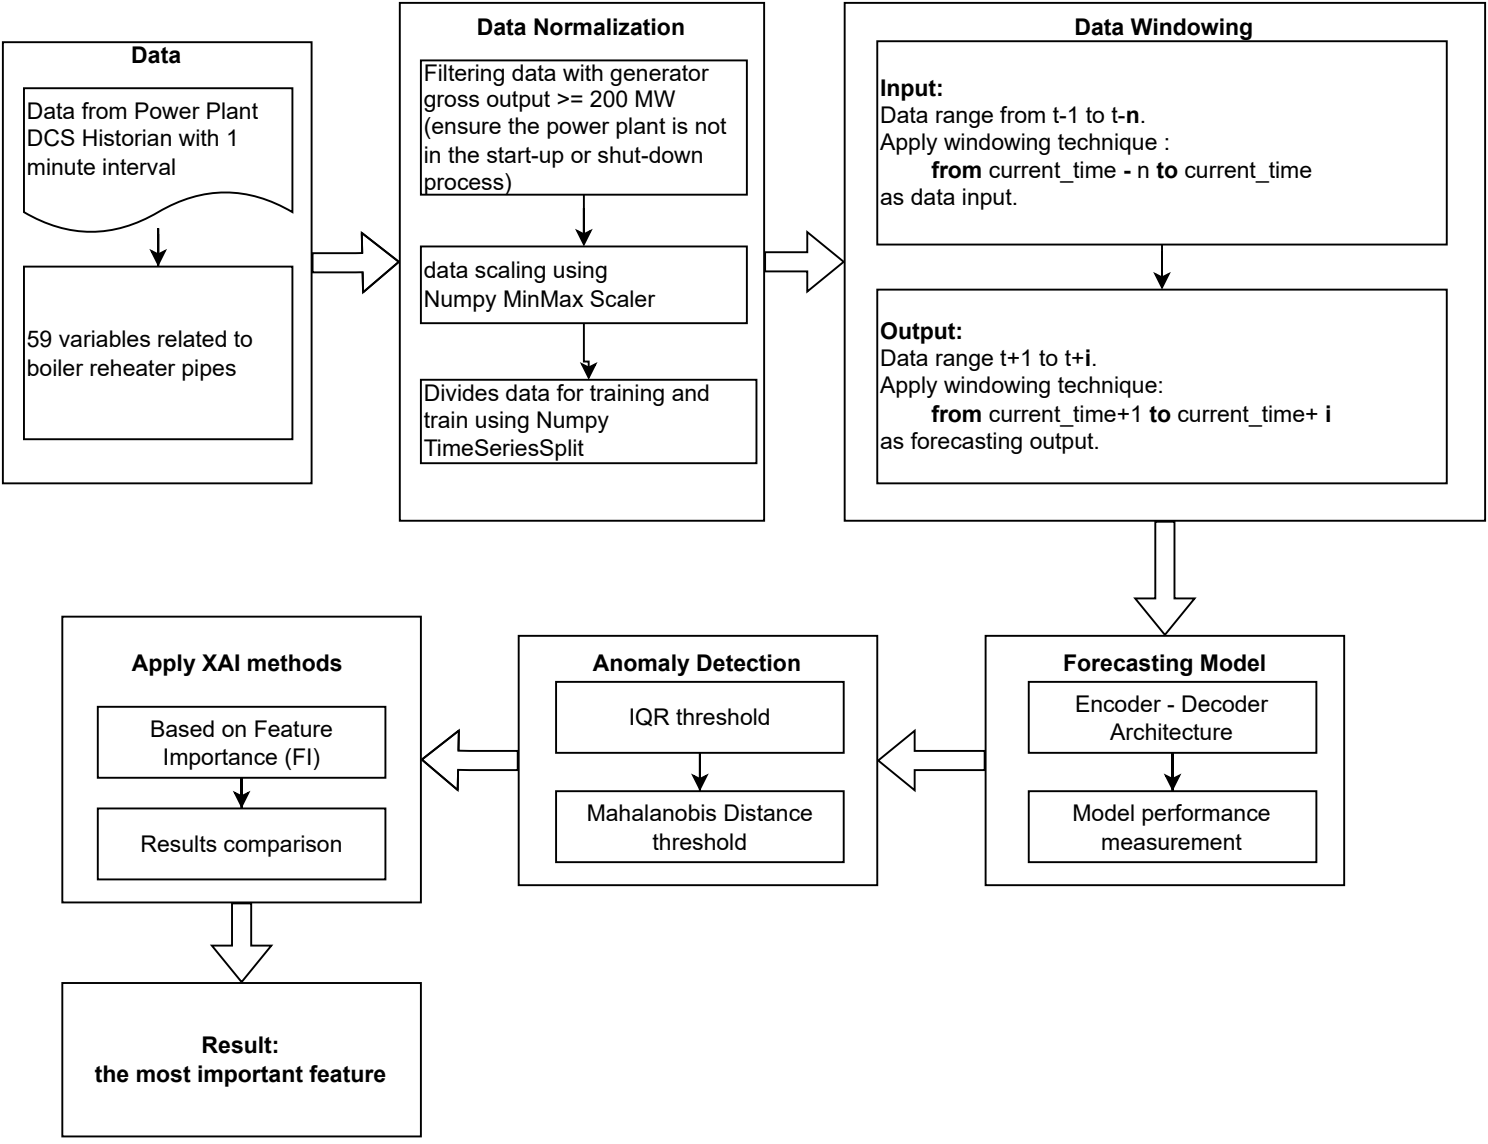 Data
Data from Power Plant
DCS Historian with 1
minute interval
59 variables related to
boiler reheater pipes
Data Normalization
Filtering data with generator
gross output >= 200 MW
(ensure the power plant is not
in the start-up or shut-down
process)
data scaling using
Numpy MinMax Scaler
Divides data for training and
train using Numpy
TimeSeriesSplit
Data Windowing
Input:
Data range from t-1 to t-n.
Apply windowing technique :
from current_time - n to current_time
as data input.
Output:
Data range t+1 to t+i.
Apply windowing technique:
from current_time+1 to current_time+ i
as forecasting output.
Forecasting Model
Encoder - Decoder
Architecture
Model performance
measurement
Anomaly Detection
IQR threshold
Mahalanobis Distance
threshold
Apply XAI methods
Based on Feature
Importance (FI)
Results comparison
Result:
the most important feature